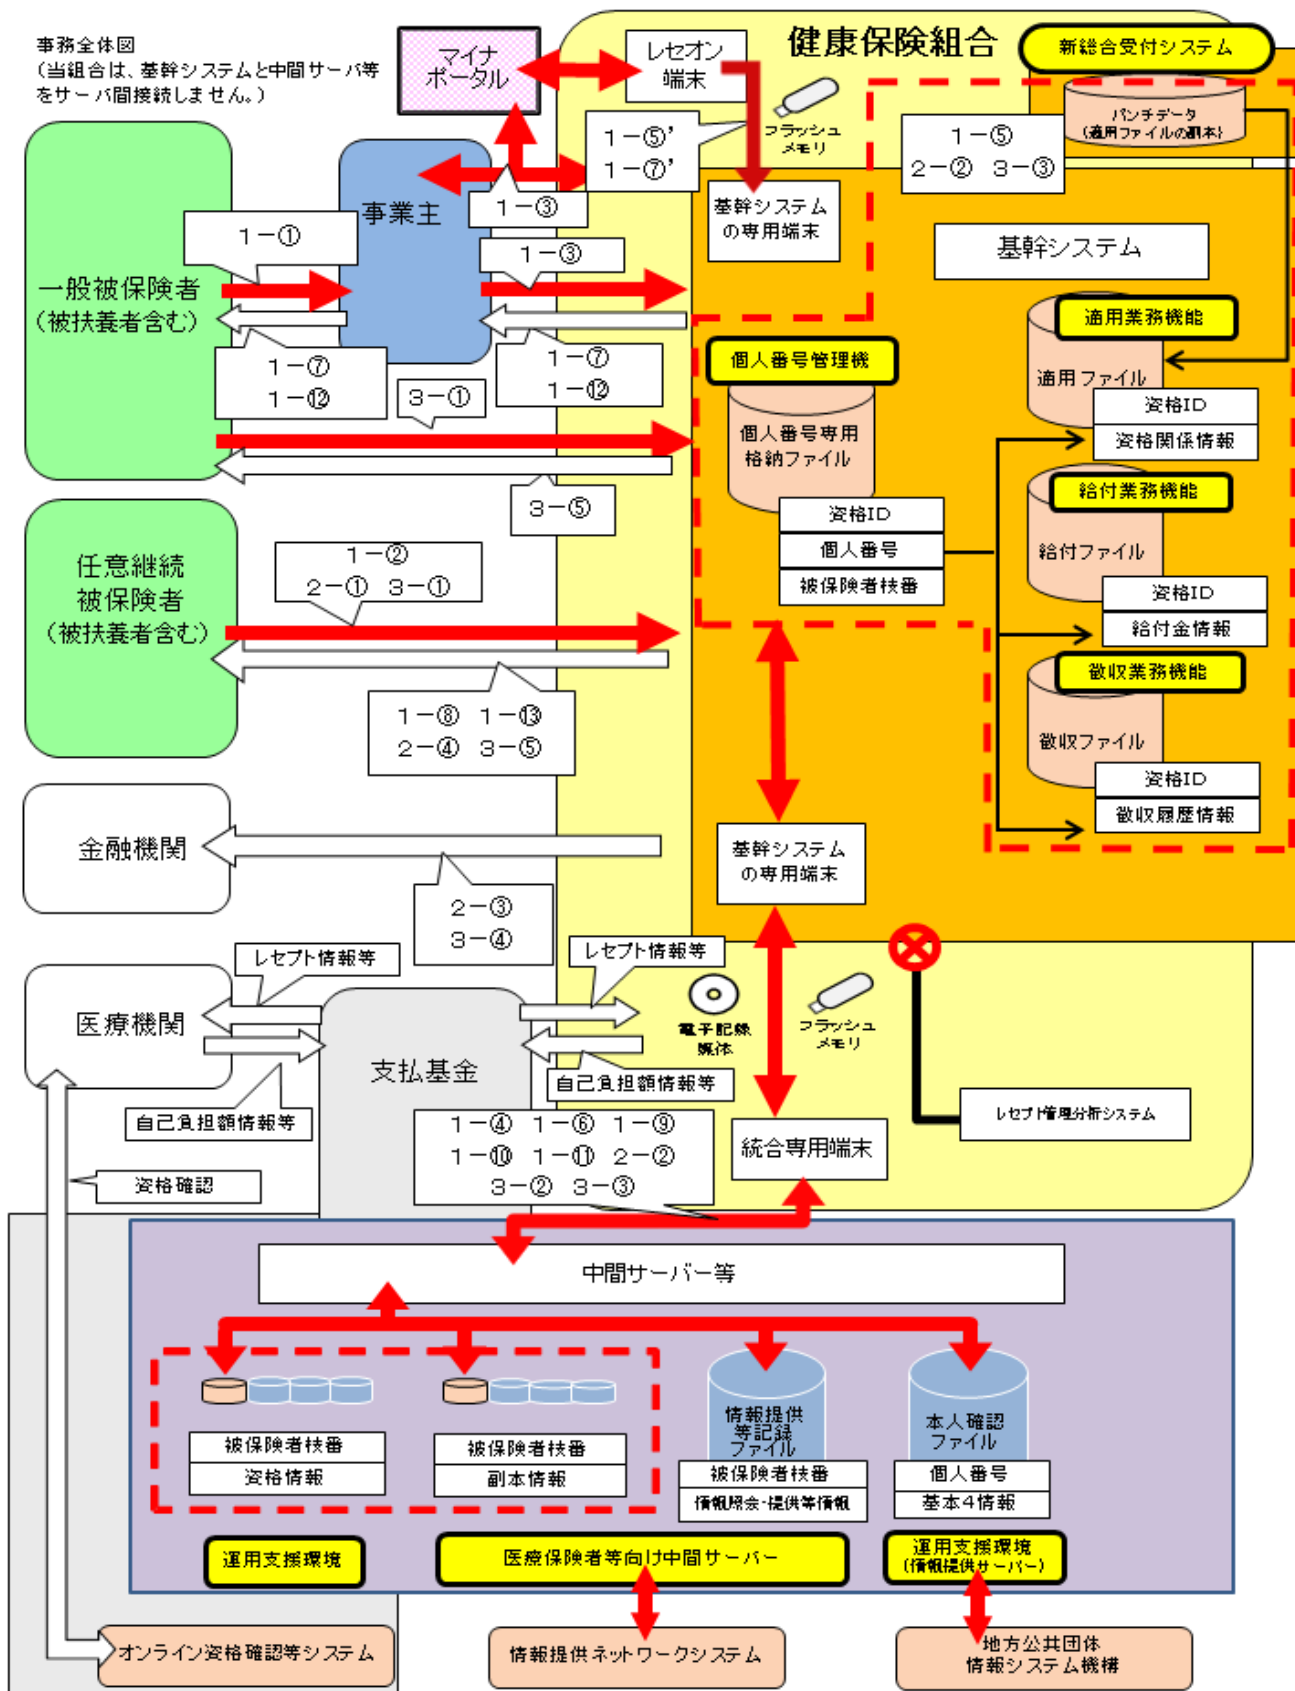 事務全体図
(当組合は、基幹システムと中間サーバ等
をサーバ間接続しません。)
マイナ
ポータル
レセオン
端末
健康保険組合
新総合受付システム
パンチデータ
(適用ファイルの副本)
フラッシュ
メモリ
1-⑤'
1-⑦'
1-⑤
2-② 3-③
事業主
1-①
1-③
1-③
基幹システム
の専用端末
基幹システム
一般被保険者
(被扶養者含む)
1-⑦
1-⑫
1-⑦
1-⑫
3-①
3-⑤
個人番号管理機
個人番号専用
格納ファイル
資格ID
個人番号
被保険者枝番
適用業務機能
適用ファイル
資格ID
資格関係情報
給付業務機能
給付ファイル
資格ID
給付金情報
徴収業務機能
徴収ファイル
資格ID
徴収履歴情報
任意継続
被保険者
(被扶養者含む)
1-②
2-① 3-①
1-⑧ 1-⑬
2-④ 3-⑤
金融機関
2-③
3-④
基幹システム
の専用端末
レセプト情報等
レセプト情報等
医療機関
支払基金
電子記録
媒体
フラッシュ
メモリ
自己負担額情報等
自己負担額情報等
レセプト管理分析システム
1-④ 1-⑥ 1-⑨
1-⑩ 1-⑪ 2-②
3-② 3-③
統合専用端末
資格確認
中間サーバー等
被保険者枝番
資格情報
被保険者枝番
副本情報
情報提供
等記録
ファイル
被保険者枝番
情報照会・提供等情報
本人確認
ファイル
個人番号
基本4情報
運用支援環境
医療保険者等向け中間サーバー
運用支援環境
(情報提供サーバー)
オンライン資格確認等システム
情報提供ネットワークシステム
地方公共団体
情報システム機構